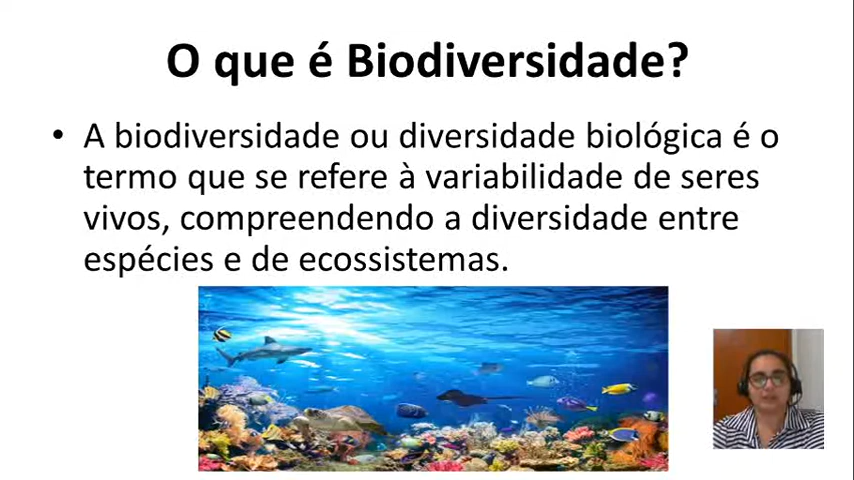 O que é Biodiversidade?
• A biodiversidade ou diversidade biológica é o
termo que se refere à variabilidade de seres
vivos, compreendendo a diversidade entre
espécies e de ecossistemas.